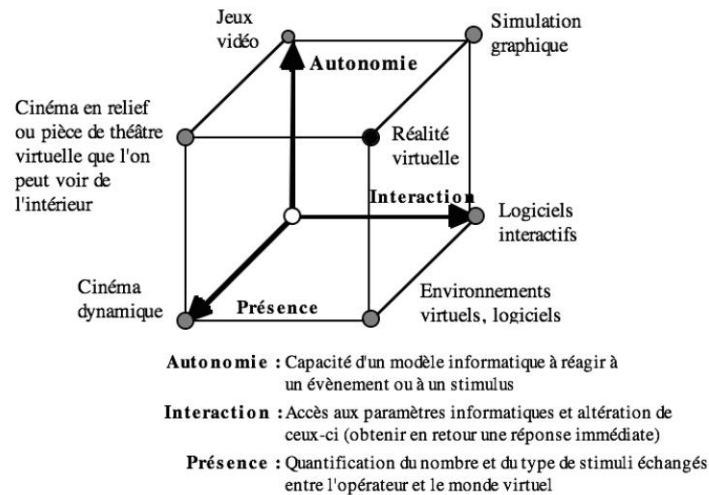 Jeux
vidéo
Simulation
graphique
Autonomie
Cinéma en relief
ou pièce de théâtre
virtuelle que l'on
peut voir de
l'intérieur
Réalité
virtuelle
Interaction
Logiciels
interactifs
Cinéma
dynamique
Présence
Environnements
virtuels, logiciels
Autonomie : Capacité d'un modèle informatique à réagir à
un évènement ou à un stimulus
Interaction : Accès aux paramètres informatiques et altération de
ceux-ci (obtenir en retour une réponse immédiate)
Présence : Quantification du nombre et du type de stimuli échangés
entre l'opérateur et le monde virtuel